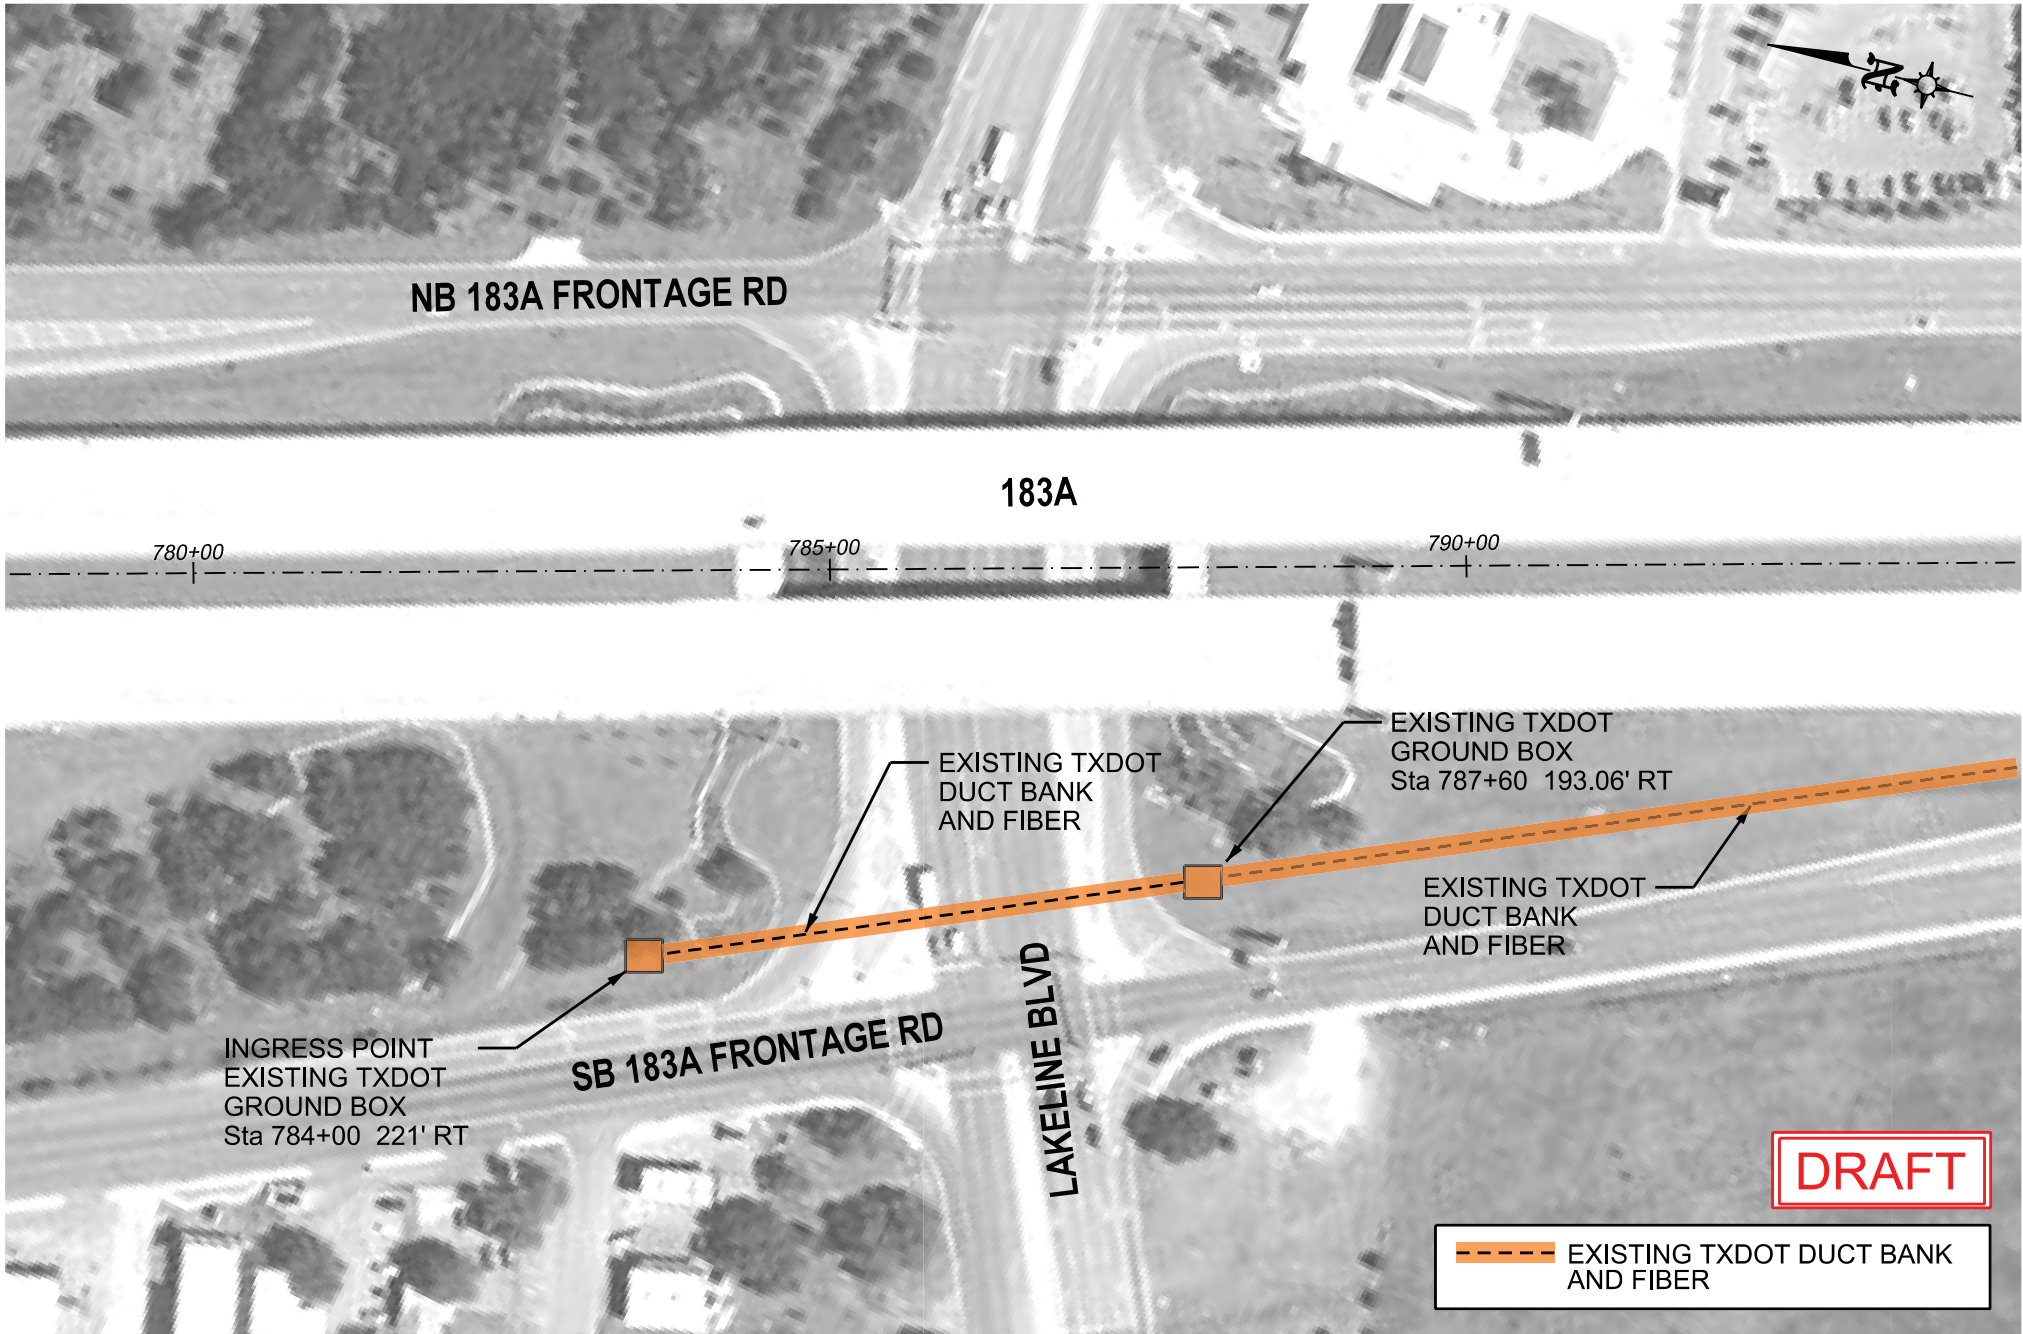 N
NB 183A FRONTAGE RD
183A
780+00
785+00
790+00
EXISTING TXDOT
GROUND BOX
Sta 787+60 193.06' RT
EXISTING TXDOT
DUCT BANK
AND FIBER
EXISTING TXDOT
DUCT BANK
AND FIBER
INGRESS POINT
EXISTING TXDOT
GROUND BOX
Sta 784+00 221' RT
SB 183A FRONTAGE RD
LAKELINE BLVD
DRAFT
EXISTING TXDOT DUCT BANK
AND FIBER